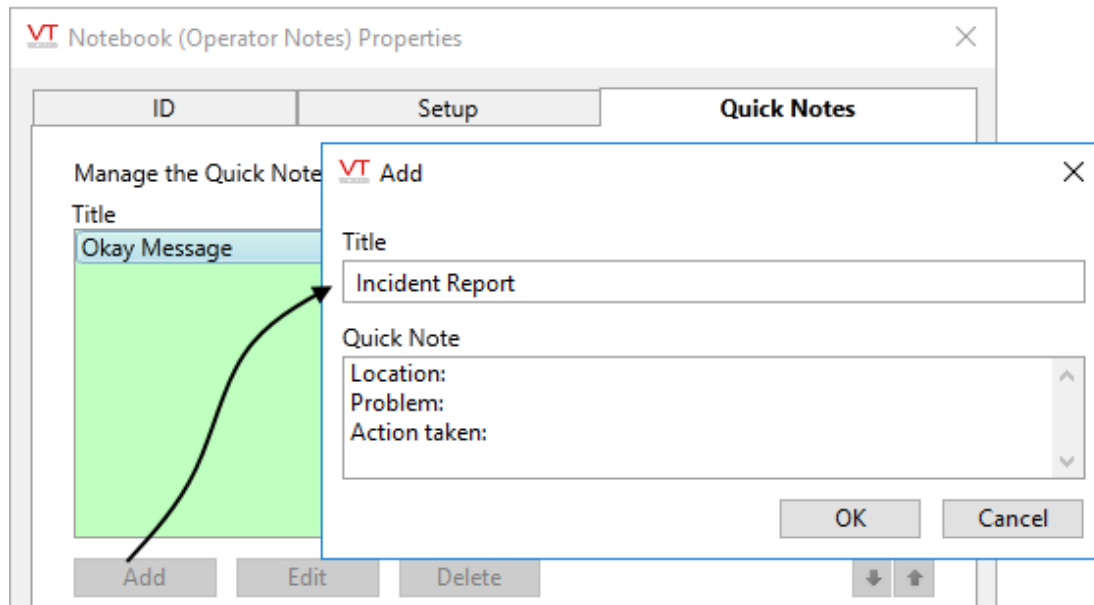 VT Notebook (Operator Notes) Properties
ID Setup Quick Notes
Manage the Quick Note
Title
Okay Message
VT Add
Title
Incident Report
Quick Note
Location:
Problem:
Action taken:
OK Cancel
Add Edit Delete